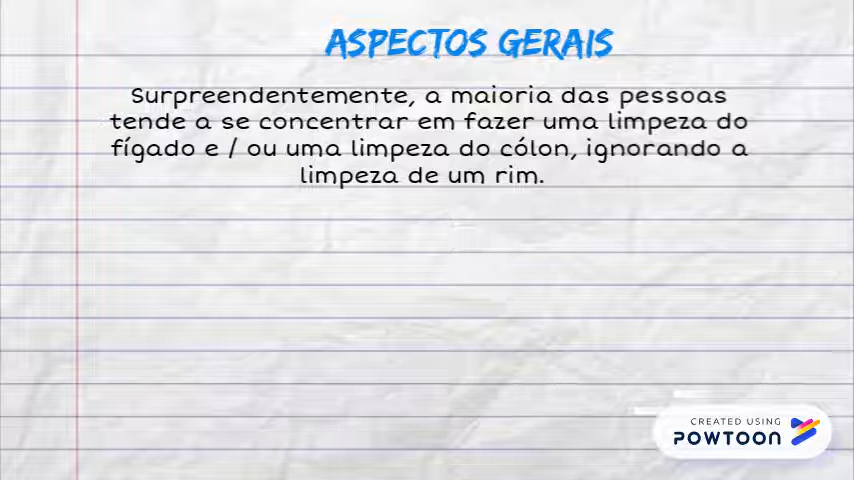 ASPECTOS GERAIS
Surpreendentemente, a maioria das pessoas
tende a se concentrar em fazer uma limpeza do
fígado e / ou uma limpeza do cólon, ignorando a
limpeza de um rim.
CREATED USING
POWTOON